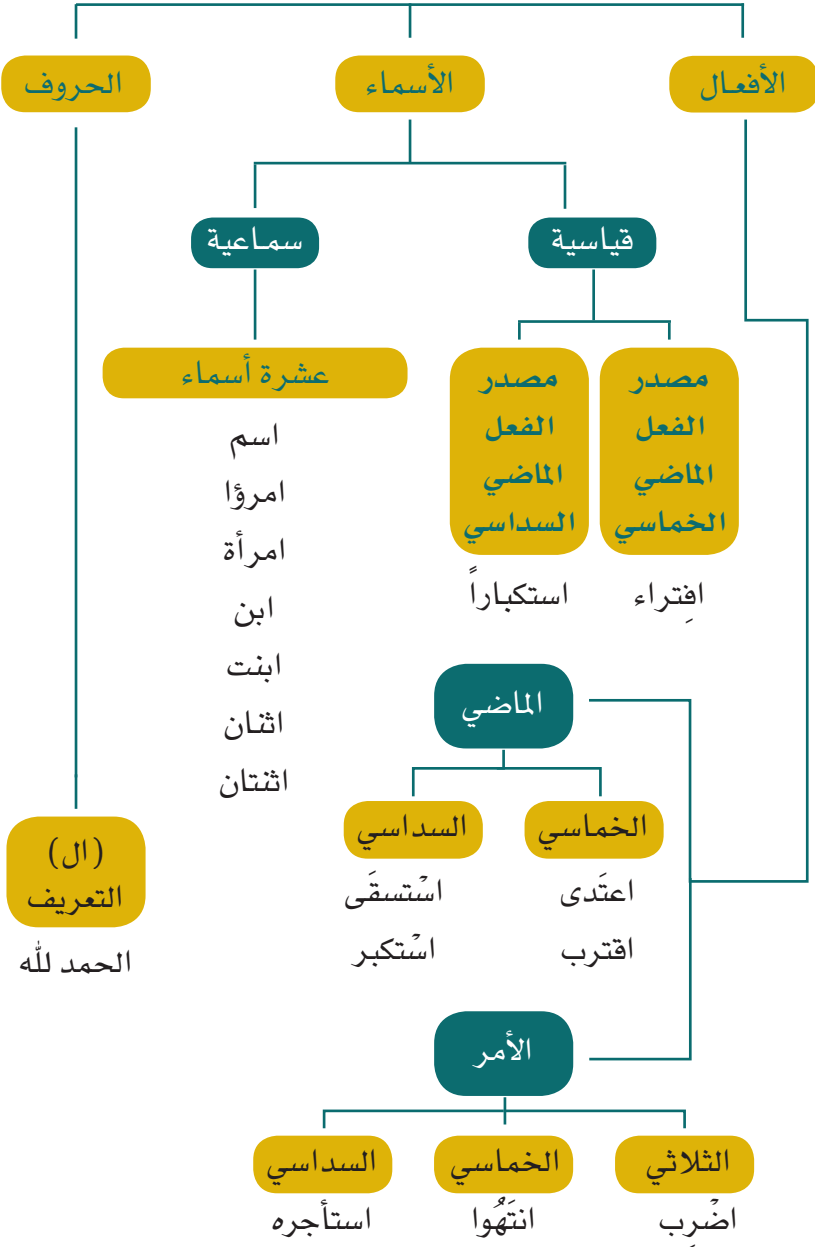 الأفعال
الأسماء
الحروف
قياسية
سماعية
مصدر
الفعل
الماضي
الخماسي
افِتراء
مصدر
الفعل
الماضي
السداسي
استكباراً
عشرة أسماء
اسم
امرؤا
امرأة
ابن
ابنت
اثنان
اثنتان
الماضي
الخماسي
اعتَدى
اقترب
السداسي
اسْتسقَى
اسْتكبر
(ال)
التعريف
الحمد لله
الأمر
الثلاثي
اضْرِب
الخماسي
انتَهُوا
السداسي
استأجره